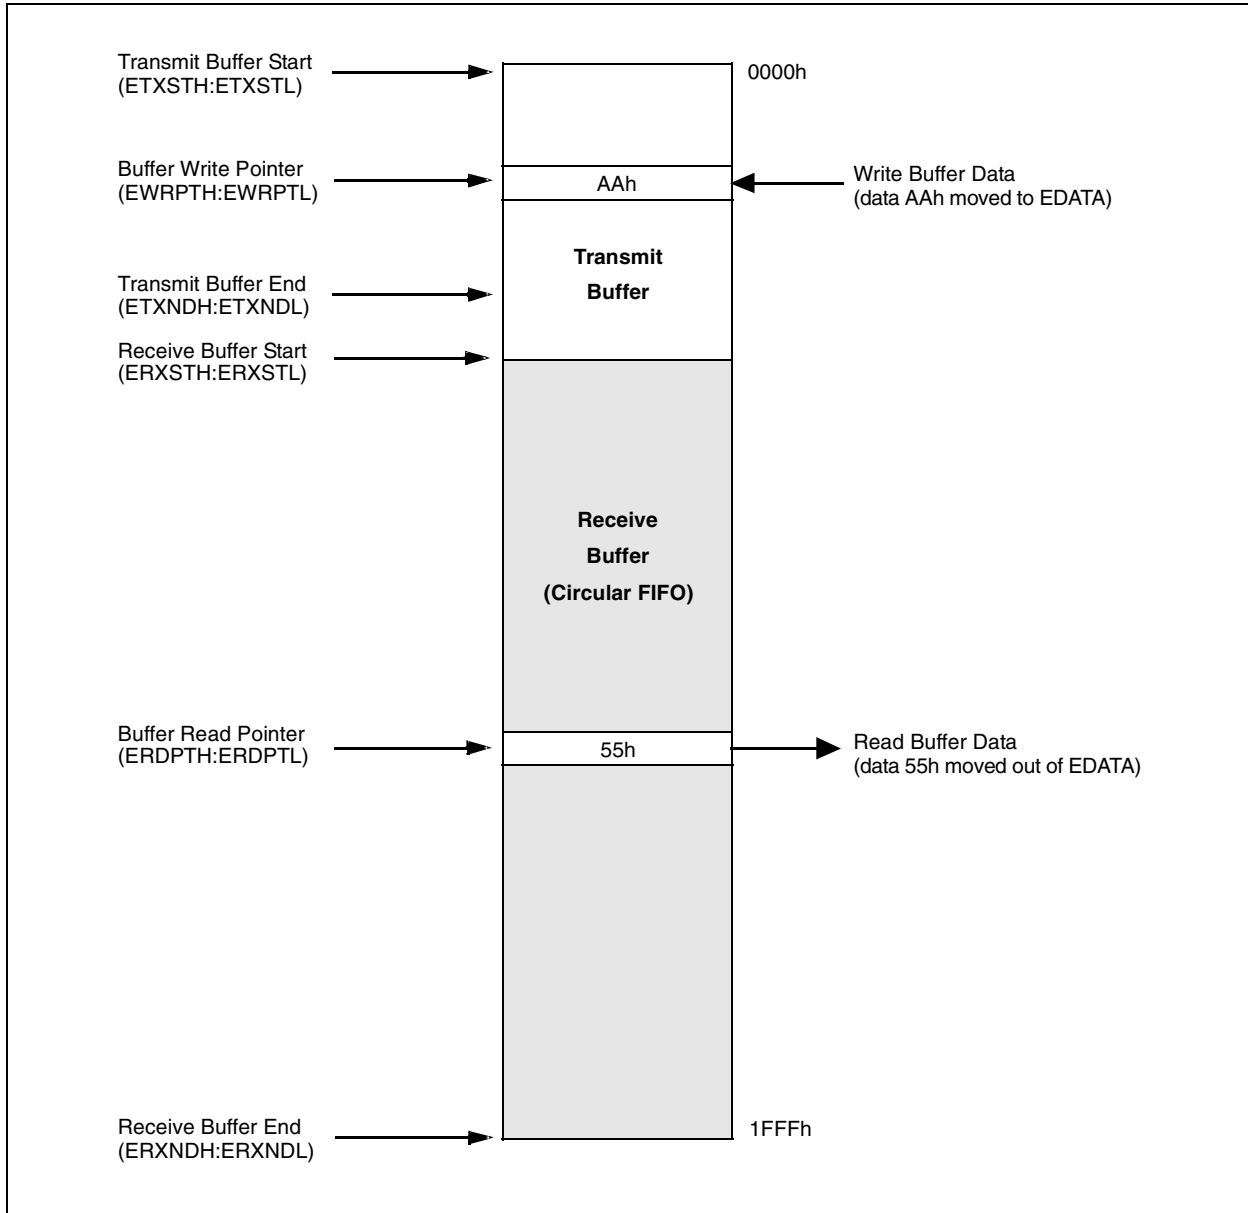 Transmit Buffer Start
(ETXSTH:ETXSTL)
0000h
Buffer Write Pointer
(EWRPTH:EWRPTL)
AAh
Write Buffer Data
(data AAh moved to EDATA)
Transmit
Buffer
Transmit Buffer End
(ETXNDH:ETXNDL)
Receive Buffer Start
(ERXSTH:ERXSTL)
Receive
Buffer
(Circular FIFO)
Buffer Read Pointer
(ERDPTH:ERDPTL)
55h
Read Buffer Data
(data 55h moved out of EDATA)
Receive Buffer End
(ERXNDH:ERXNDL)
1FFFh